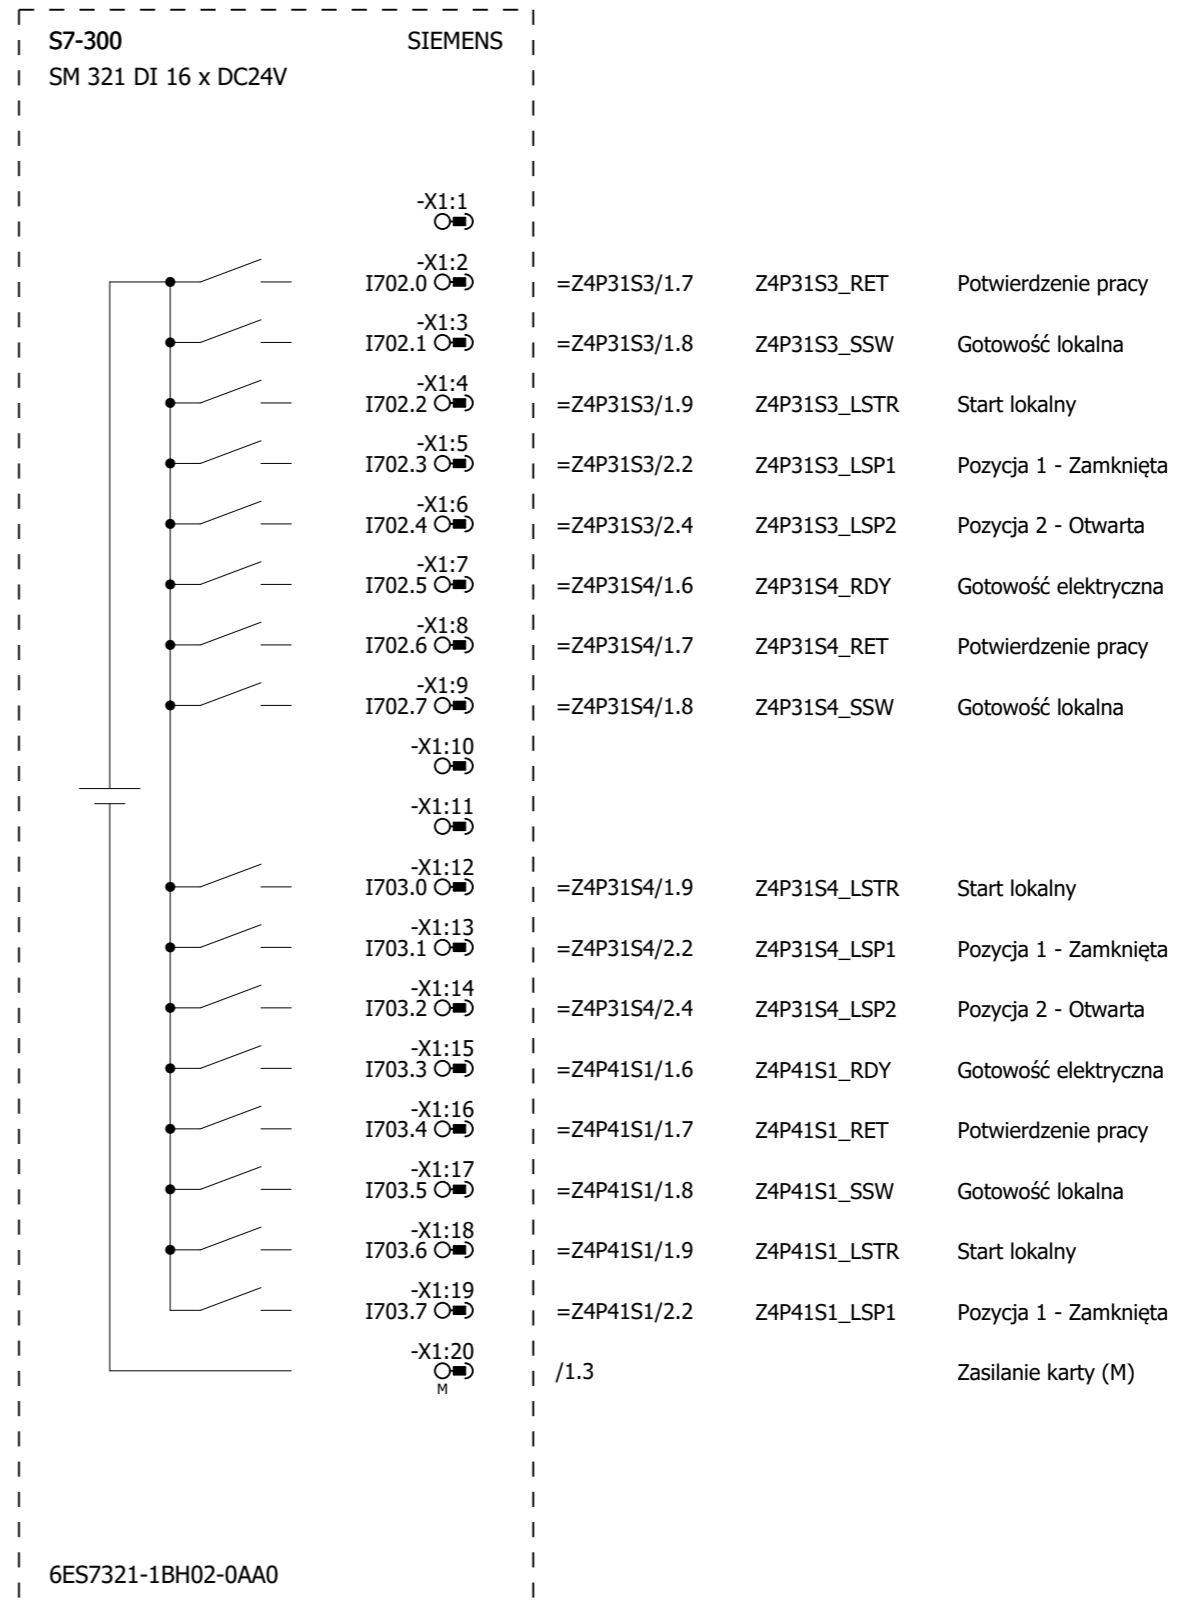 S7-300 SIEMENS
SM 321 DI 16 x DC24V
-X1:1
-X1:2
I702.0 =Z4P31S3/1.7 Z4P31S3_RET Potwierdzenie pracy
-X1:3
I702.1 =Z4P31S3/1.8 Z4P31S3_SSW Gotowość lokalna
-X1:4
I702.2 =Z4P31S3/1.9 Z4P31S3_LSTR Start lokalny
-X1:5
I702.3 =Z4P31S3/2.2 Z4P31S3_LSP1 Pozycja 1 - Zamknięta
-X1:6
I702.4 =Z4P31S3/2.4 Z4P31S3_LSP2 Pozycja 2 - Otwarta
-X1:7
I702.5 =Z4P31S4/1.6 Z4P31S4_RDY Gotowość elektryczna
-X1:8
I702.6 =Z4P31S4/1.7 Z4P31S4_RET Potwierdzenie pracy
-X1:9
I702.7 =Z4P31S4/1.8 Z4P31S4_SSW Gotowość lokalna
-X1:10
-X1:11
-X1:12
I703.0 =Z4P31S4/1.9 Z4P31S4_LSTR Start lokalny
-X1:13
I703.1 =Z4P31S4/2.2 Z4P31S4_LSP1 Pozycja 1 - Zamknięta
-X1:14
I703.2 =Z4P31S4/2.4 Z4P31S4_LSP2 Pozycja 2 - Otwarta
-X1:15
I703.3 =Z4P41S1/1.6 Z4P41S1_RDY Gotowość elektryczna
-X1:16
I703.4 =Z4P41S1/1.7 Z4P41S1_RET Potwierdzenie pracy
-X1:17
I703.5 =Z4P41S1/1.8 Z4P41S1_SSW Gotowość lokalna
-X1:18
I703.6 =Z4P41S1/1.9 Z4P41S1_LSTR Start lokalny
-X1:19
I703.7 =Z4P41S1/2.2 Z4P41S1_LSP1 Pozycja 1 - Zamknięta
-X1:20
/1.3 Zasilanie karty (M)
M
6ES7321-1BH02-0AA0